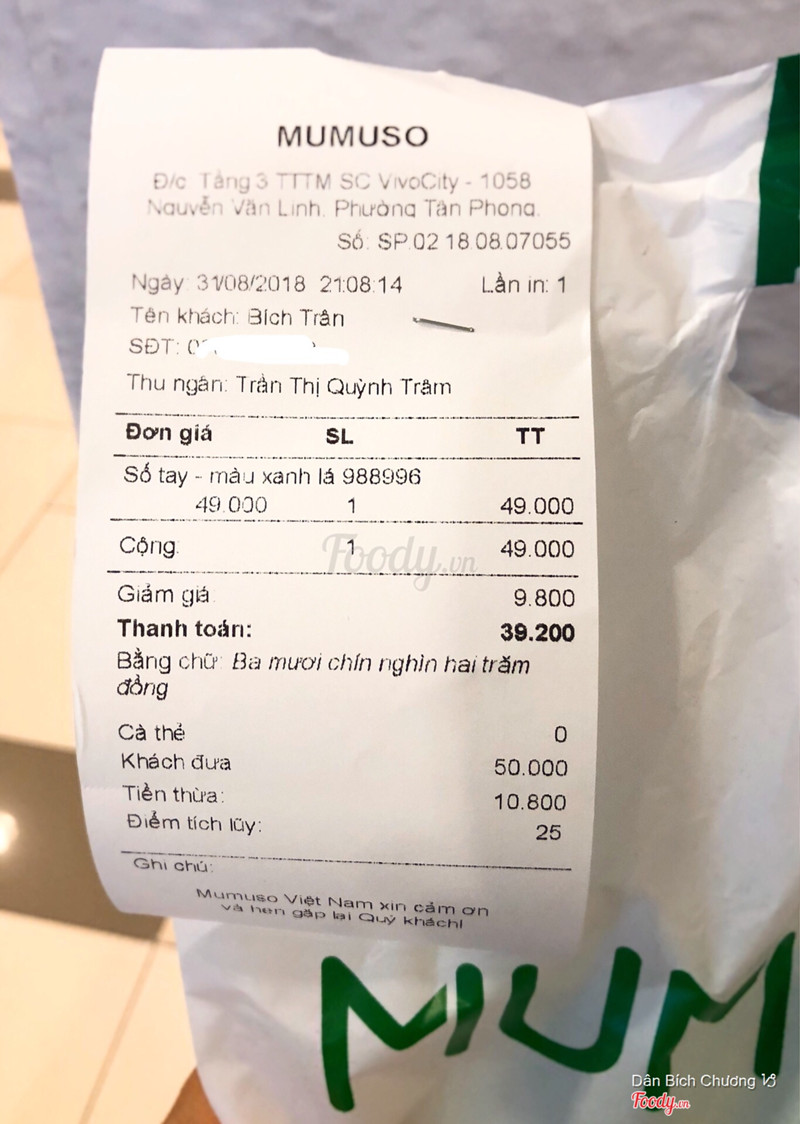 MUMUSO
Đ/c Tầng 3 TTTM SC VivoCity - 1058
Nguyễn Văn Linh, Phường Tân Phong,
Số: SP.02.18.08.07055
Ngày: 31/08/2018 21:08:14 Lần in: 1
Tên khách: Bích Trân
SĐT: 0
Thu ngân: Trần Thị Quỳnh Trâm
Đơn giá SL TT
Sổ tay - màu xanh lá 988996
49.000 1 49.000
Cộng: 1 49.000
Foody.vn
Giảm giá: 9.800
Thanh toán: 39.200
Bằng chữ: Ba mươi chín nghìn hai trăm
đồng
Cà thẻ 0
Khách đưa 50.000
Tiền thừa: 10.800
Điểm tích lũy: 25
Ghi chú:
Mumuso Việt Nam xin cảm ơn
và hẹn gặp lại Quý khách!
MUM
Dân Bích Chương
Foody.vn